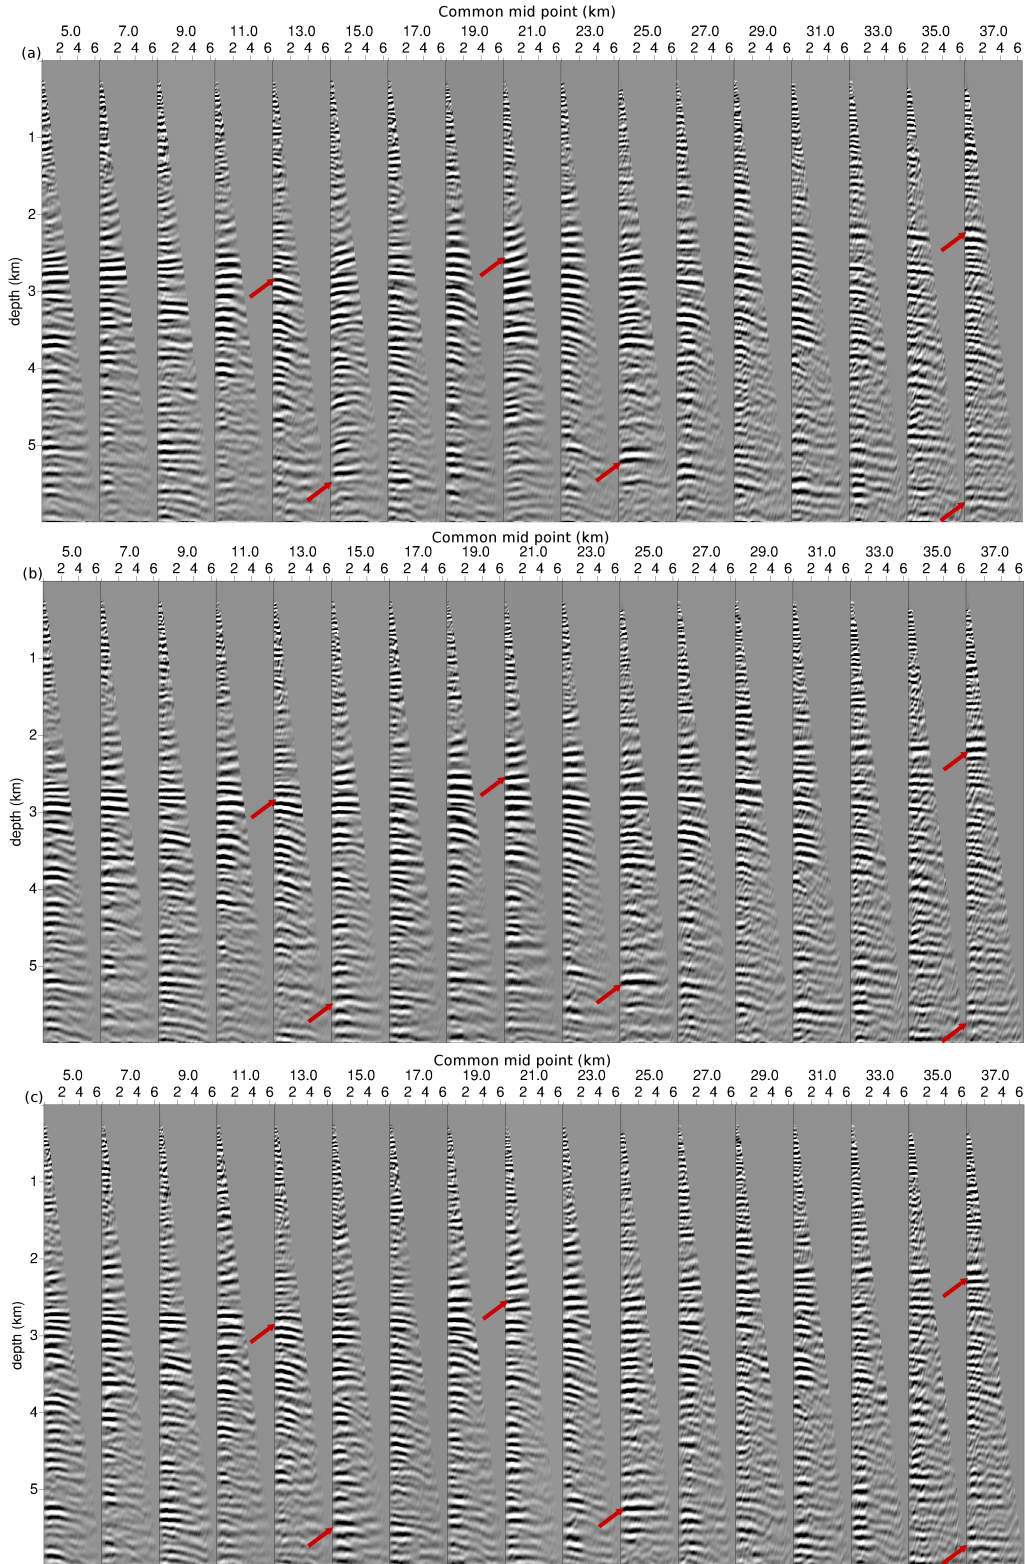 Common mid point (km)
5.0 7.0 9.0 11.0 13.0 15.0 17.0 19.0 21.0 23.0 25.0 27.0 29.0 31.0 33.0 35.0 37.0
(a) 2 4 6 2 4 6 2 4 6 2 4 6 2 4 6 2 4 6 2 4 6 2 4 6 2 4 6 2 4 6 2 4 6 2 4 6 2 4 6 2 4 6 2 4 6 2 4 6 2 4 6
1
2
depth (km)
3
4
5
Common mid point (km)
5.0 7.0 9.0 11.0 13.0 15.0 17.0 19.0 21.0 23.0 25.0 27.0 29.0 31.0 33.0 35.0 37.0
(b) 2 4 6 2 4 6 2 4 6 2 4 6 2 4 6 2 4 6 2 4 6 2 4 6 2 4 6 2 4 6 2 4 6 2 4 6 2 4 6 2 4 6 2 4 6 2 4 6 2 4 6
1
2
depth (km)
3
4
5
Common mid point (km)
5.0 7.0 9.0 11.0 13.0 15.0 17.0 19.0 21.0 23.0 25.0 27.0 29.0 31.0 33.0 35.0 37.0
(c) 2 4 6 2 4 6 2 4 6 2 4 6 2 4 6 2 4 6 2 4 6 2 4 6 2 4 6 2 4 6 2 4 6 2 4 6 2 4 6 2 4 6 2 4 6 2 4 6 2 4 6
1
2
depth (km)
3
4
5